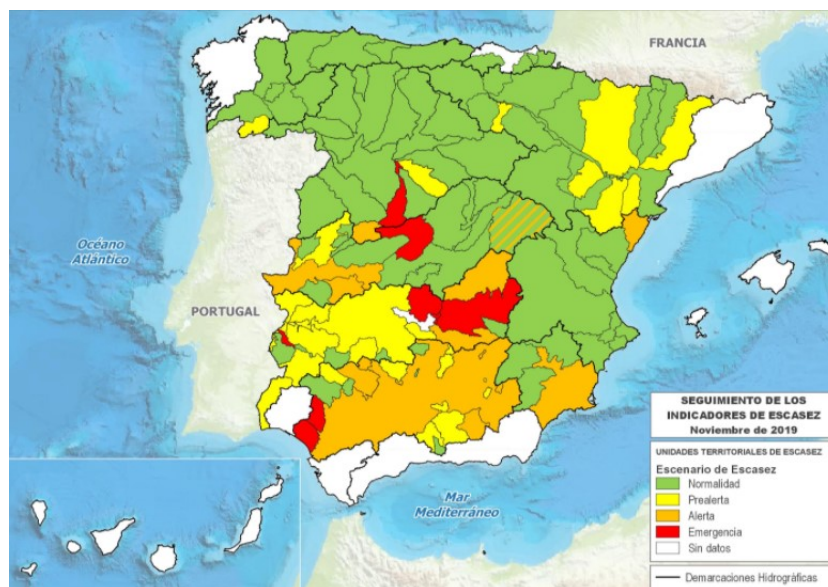 FRANCIA
Océano
Atlántico
PORTUGAL
Mar
Mediterráneo
SEGUIMIENTO DE LOS
INDICADORES DE ESCASEZ
Noviembre de 2019
UNIDADES TERRITORIALES DE ESCASEZ
Escenario de Escasez
Normalidad
Prealerta
Alerta
Emergencia
Sin datos
Demarcaciones Hidrográficas